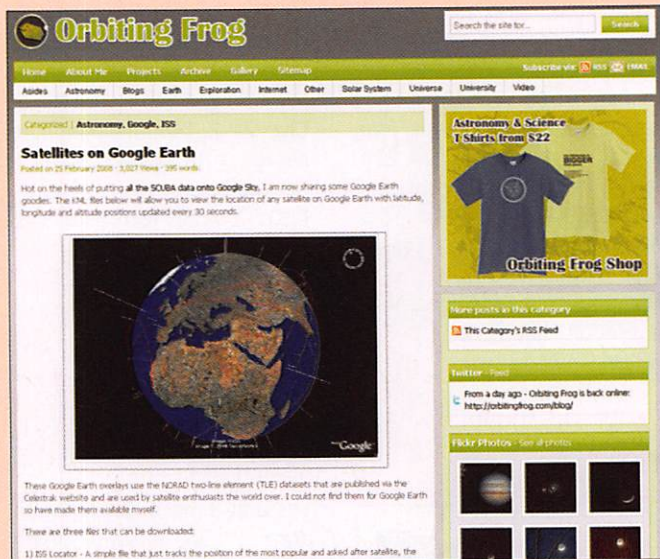 Orbiting Frog
Search the site for...
Search
Home About Me Projects Archive Gallery Sitemap
Subscribe via: RSS EMAIL
Asides Astronomy Blogs Earth Exploration Internet Other Solar System Universe University Video
Categorized | Astronomy, Google, ISS
Satellites on Google Earth
Posted on 25 February 2008 · 3,027 Views · 395 words
Hot on the heels of putting all the SCUBA data onto Google Sky, I am now sharing some Google Earth
goodies. The KML files below will allow you to view the location of any satellite on Google Earth with latitude,
longitude and altitude positions updated every 30 seconds.
Google
These Google Earth overlays use the NORAD two-line element (TLE) datasets that are published via the
Celestrak website and are used by satellite enthusiasts the world over. I could not find them for Google Earth
so have made them available myself.
There are three files that can be downloaded:
1) ISS Locator - A simple file that just tracks the position of the most popular and asked after satellite, the
Astronomy & Science
T Shirts from $22
BIGGER
Orbiting Frog Shop
More posts in this category
This Category's RSS Feed
Twitter - Feed
From a day ago - Orbiting Frog is back online:
http://orbitingfrog.com/blog/
Flickr Photos - See all photos